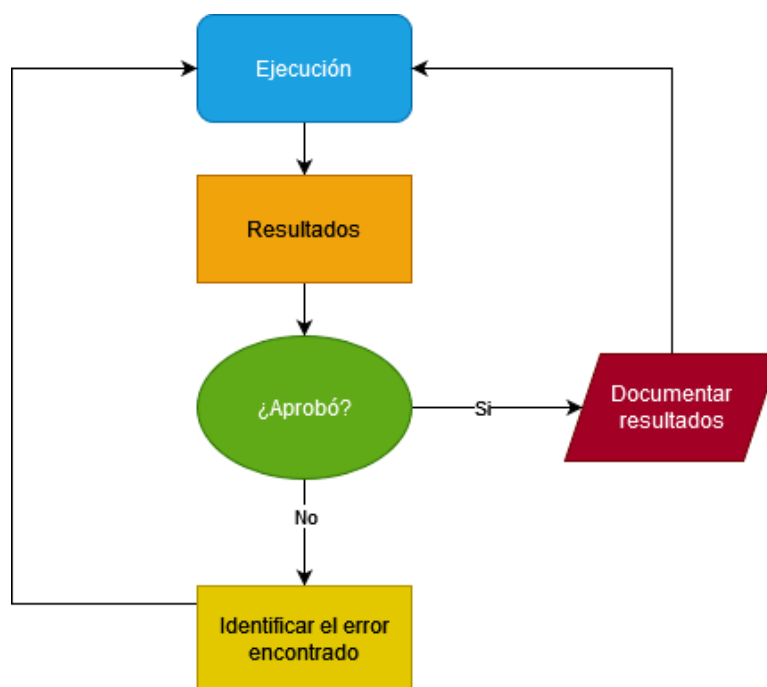 Ejecución
Resultados
¿Aprobó?
Si
Documentar
resultados
No
Identificar el error
encontrado